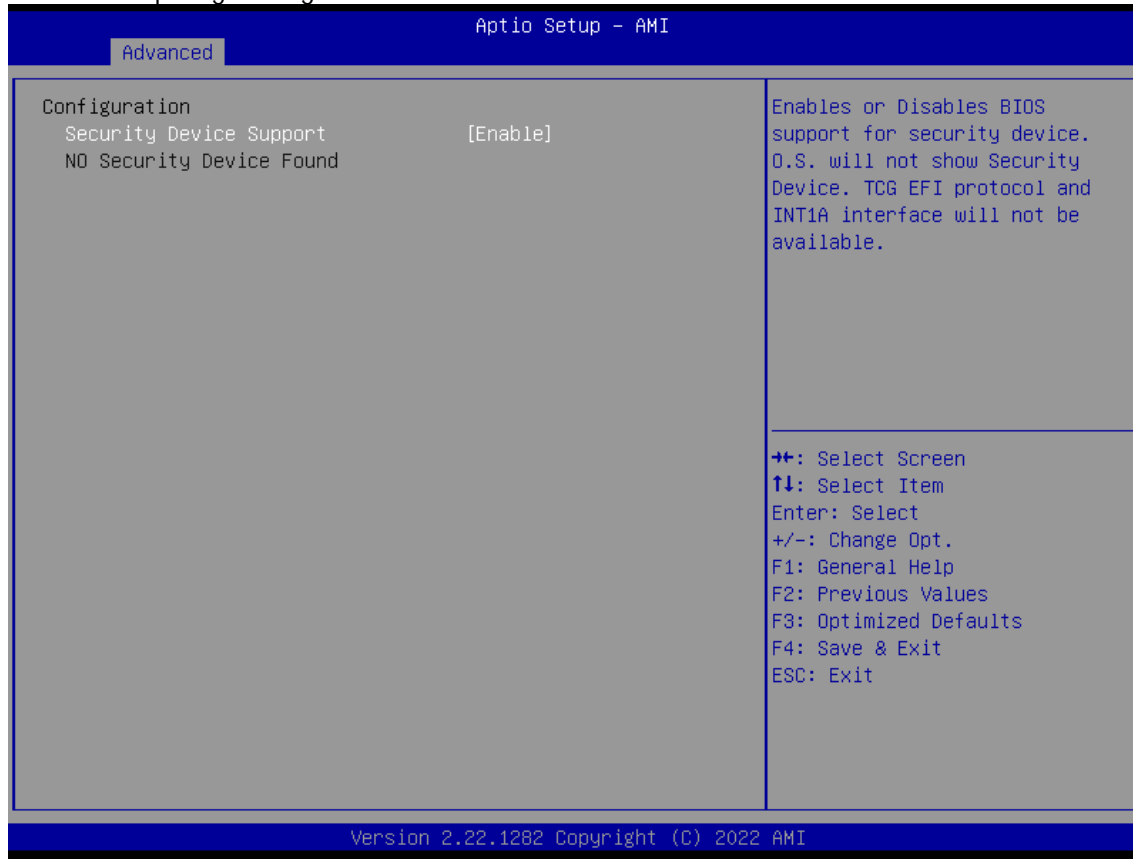 Aptio Setup – AMI
Advanced
Configuration
Security Device Support [Enable]
NO Security Device Found
Enables or Disables BIOS
support for security device.
O.S. will not show Security
Device. TCG EFI protocol and
INT1A interface will not be
available.
→←: Select Screen
↑↓: Select Item
Enter: Select
+/-: Change Opt.
F1: General Help
F2: Previous Values
F3: Optimized Defaults
F4: Save & Exit
ESC: Exit
Version 2.22.1282 Copyright (C) 2022 AMI